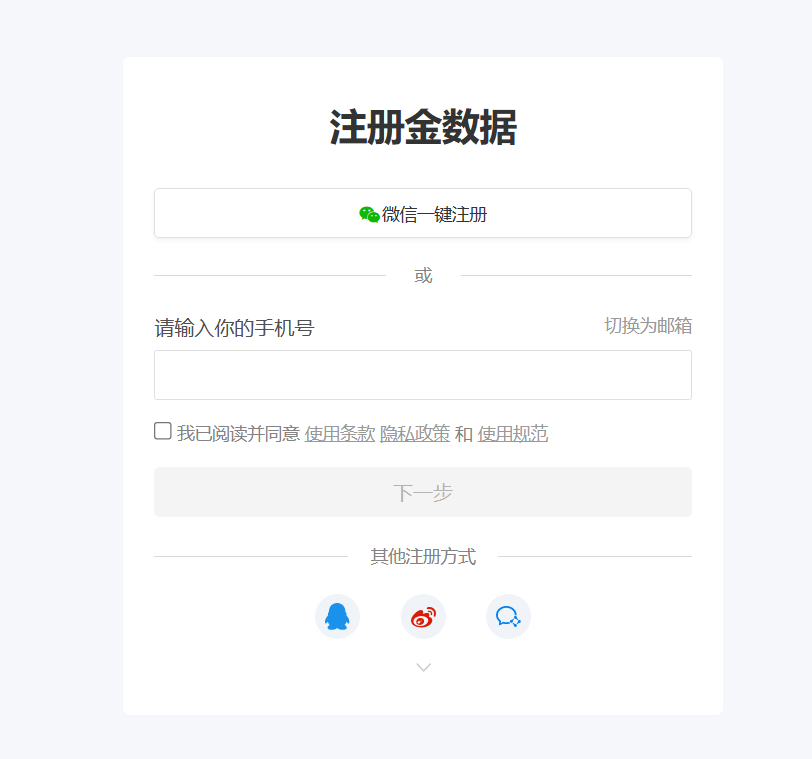 注册金数据
微信一键注册
或
请输入你的手机号 切换为邮箱
我已阅读并同意 使用条款 隐私政策 和 使用规范
下一步
其他注册方式